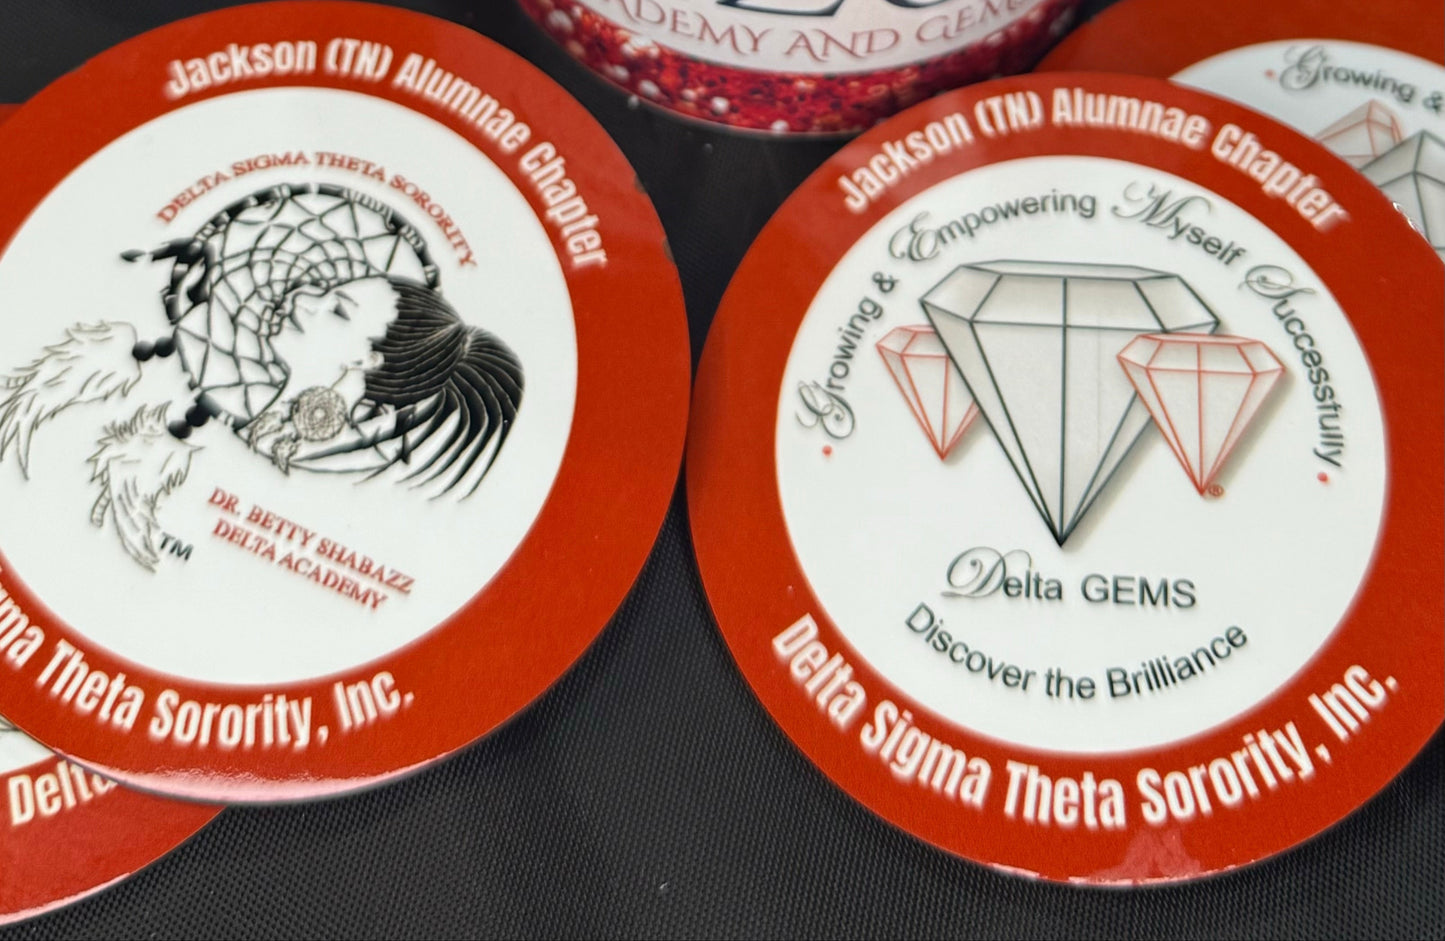 ACADEMY AND GEMS
Jackson (TN) Alumnae Chapter
DELTA SIGMA THETA SORORITY
TM
DR. BETTY SHABAZZ
DELTA ACADEMY
Theta Sorority, Inc.
Delta
Jackson (TN) Alumnae Chapter
Growing & Empowering Myself Successfully
®
Delta GEMS
Discover the Brilliance
Delta Sigma Theta Sorority, Inc.
Growing &